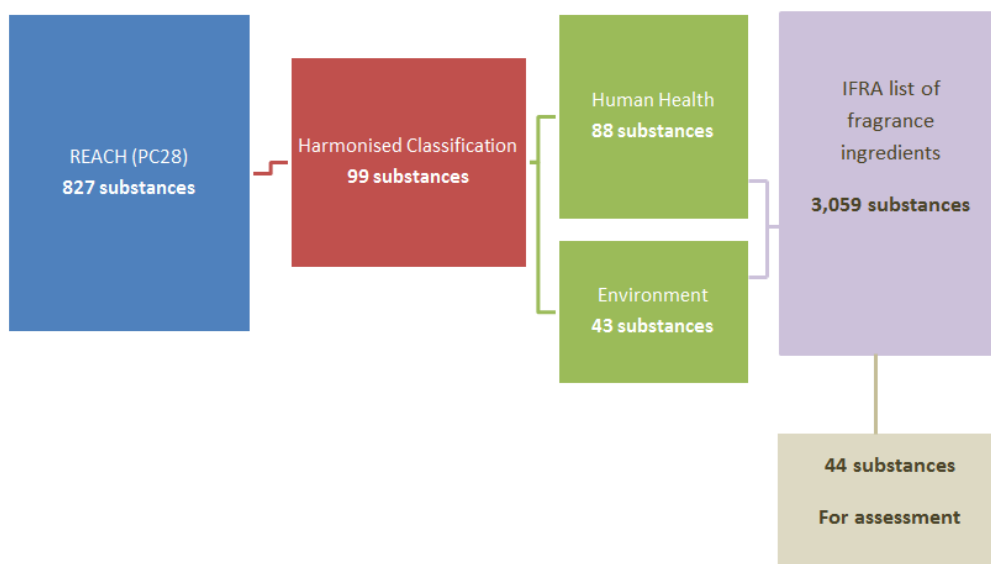 REACH (PC28)
827 substances
Harmonised Classification
99 substances
Human Health
88 substances
Environment
43 substances
IFRA list of
fragrance
ingredients
3,059 substances
44 substances
For assessment